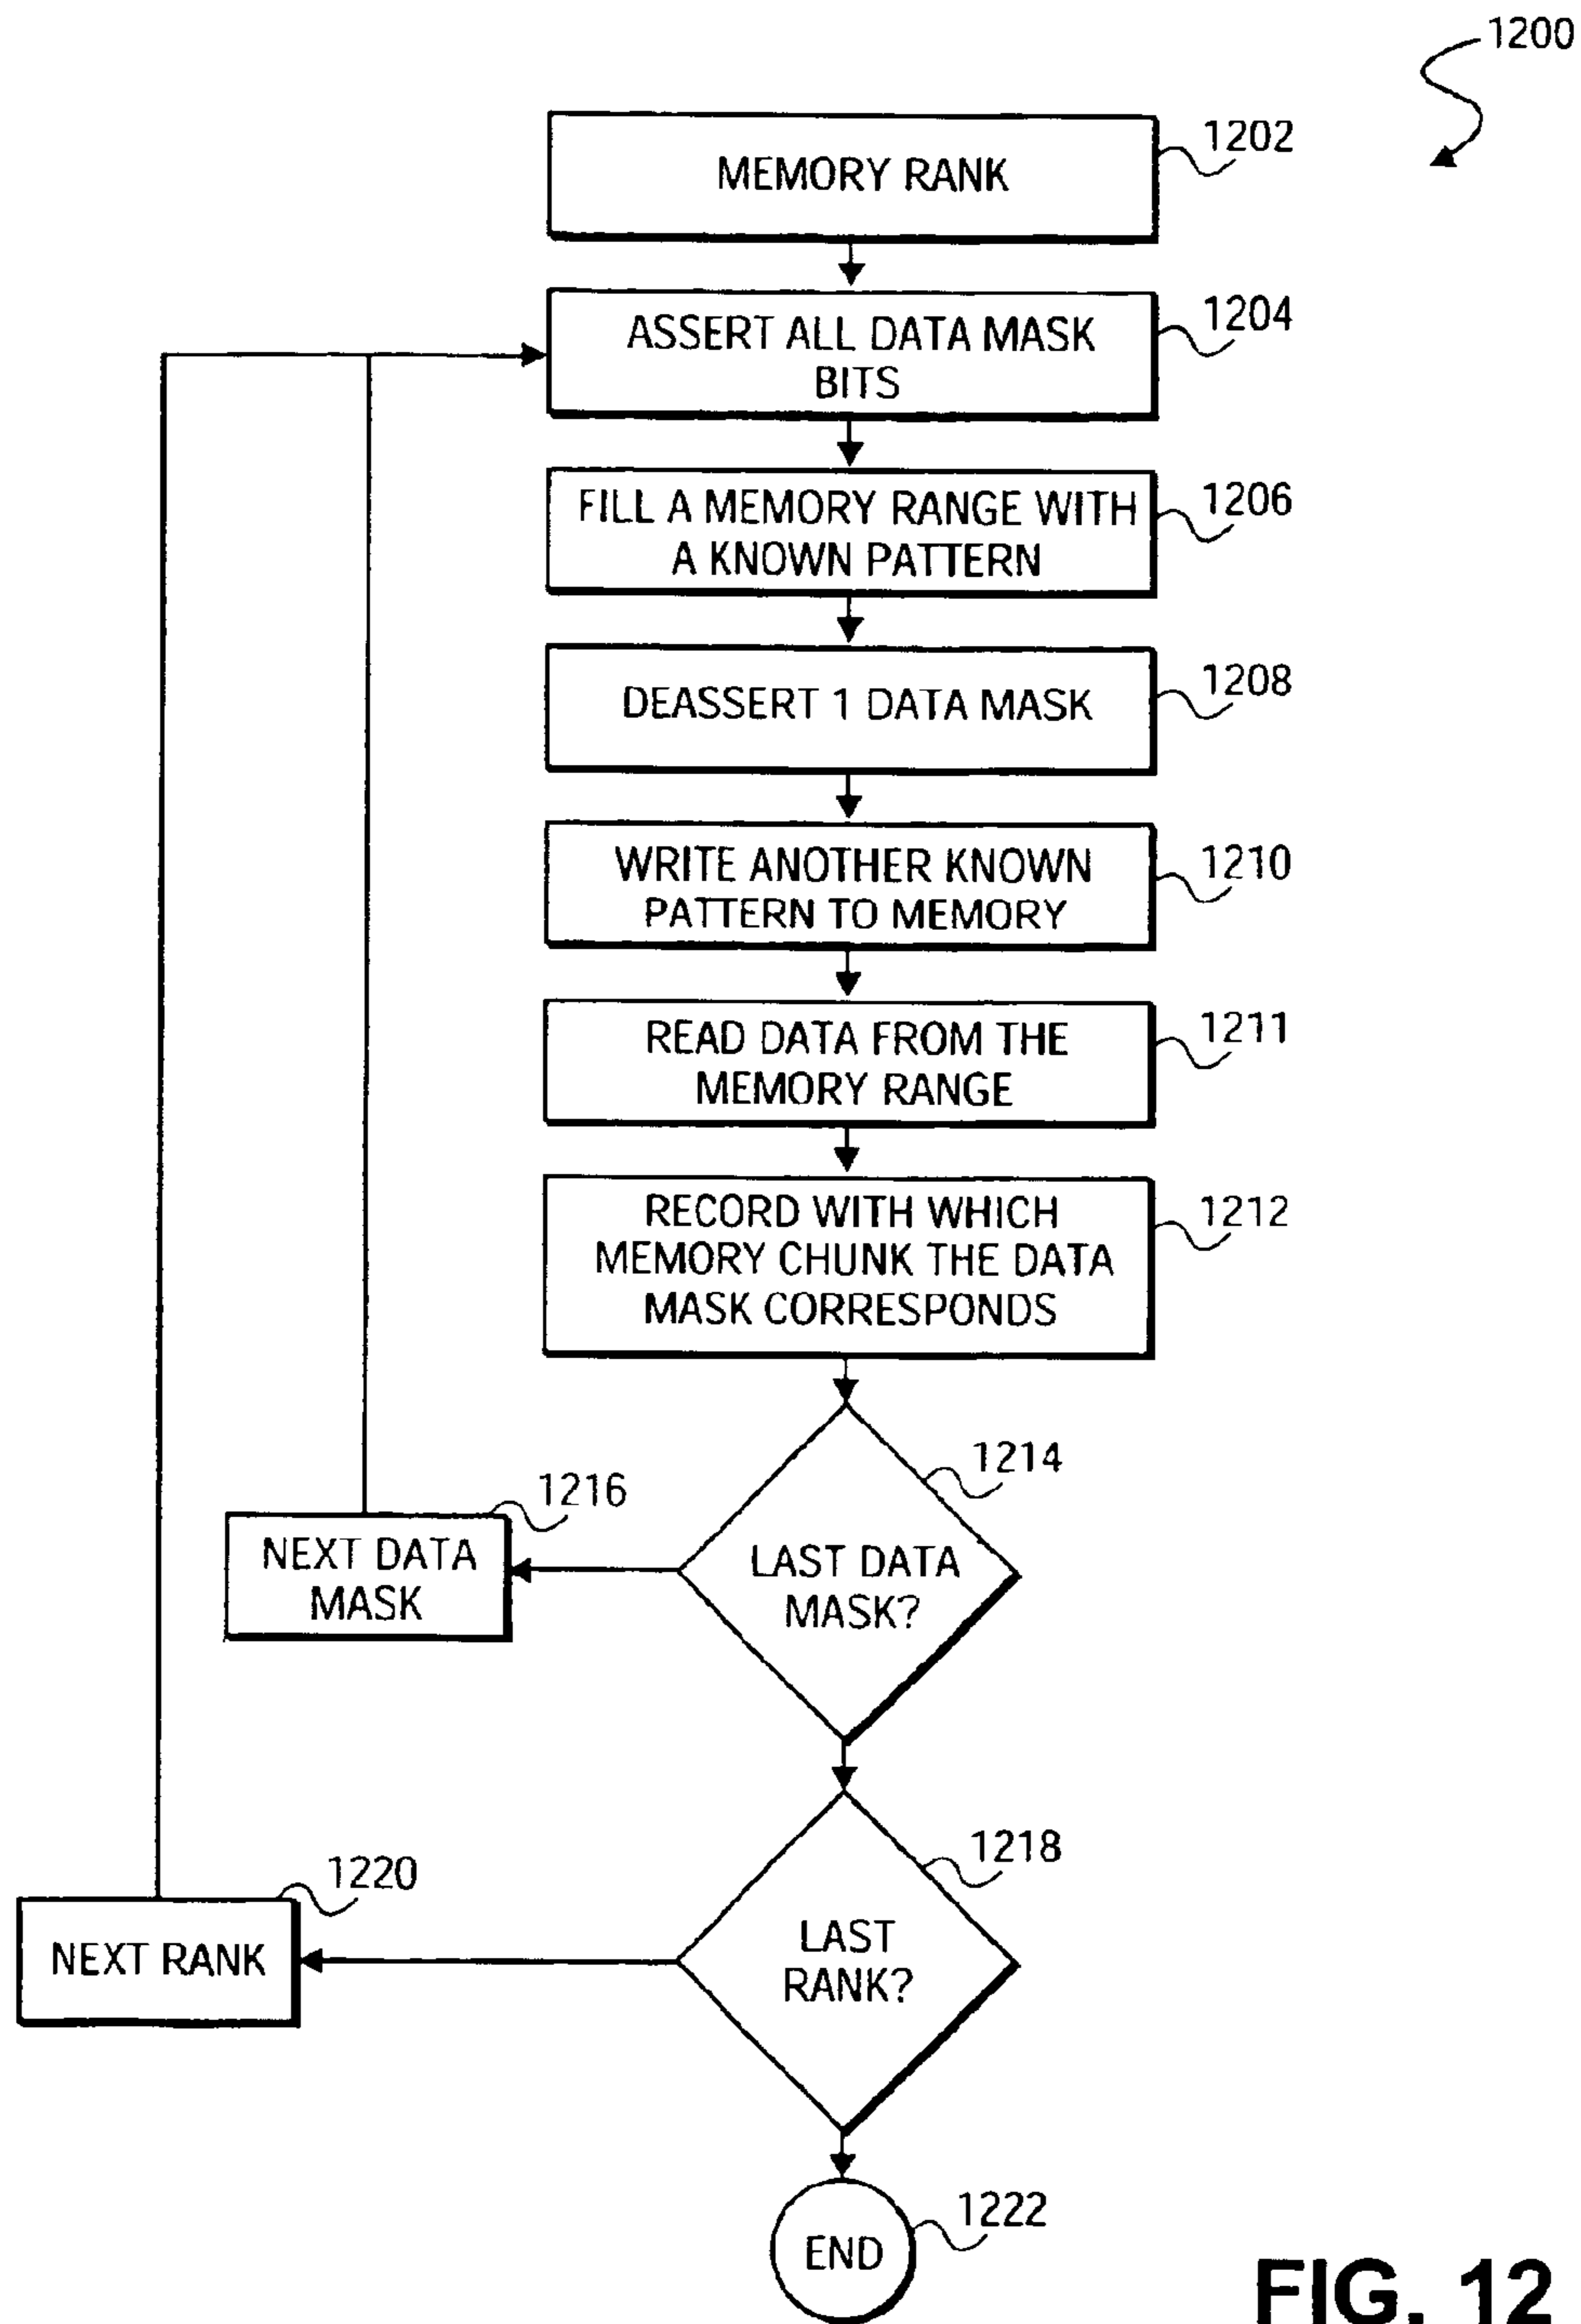 1200
MEMORY RANK
1202
ASSERT ALL DATA MASK
BITS
1204
FILL A MEMORY RANGE WITH
A KNOWN PATTERN
1206
DEASSERT 1 DATA MASK
1208
WRITE ANOTHER KNOWN
PATTERN TO MEMORY
1210
READ DATA FROM THE
MEMORY RANGE
1211
RECORD WITH WHICH
MEMORY CHUNK THE DATA
MASK CORRESPONDS
1212
LAST DATA
MASK?
1214
NEXT DATA
MASK
1216
LAST
RANK?
1218
NEXT RANK
1220
END
1222
FIG. 12